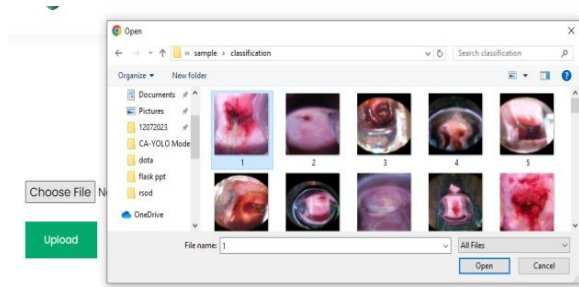 Open
sample › classification
Search classification
Organize
New folder
Documents
Pictures
12072023
CA-YOLO Mode
dota
flask ppt
rsod
OneDrive
1
2
3
4
5
Choose File
Upload
File name: 1
All Files
Open
Cancel